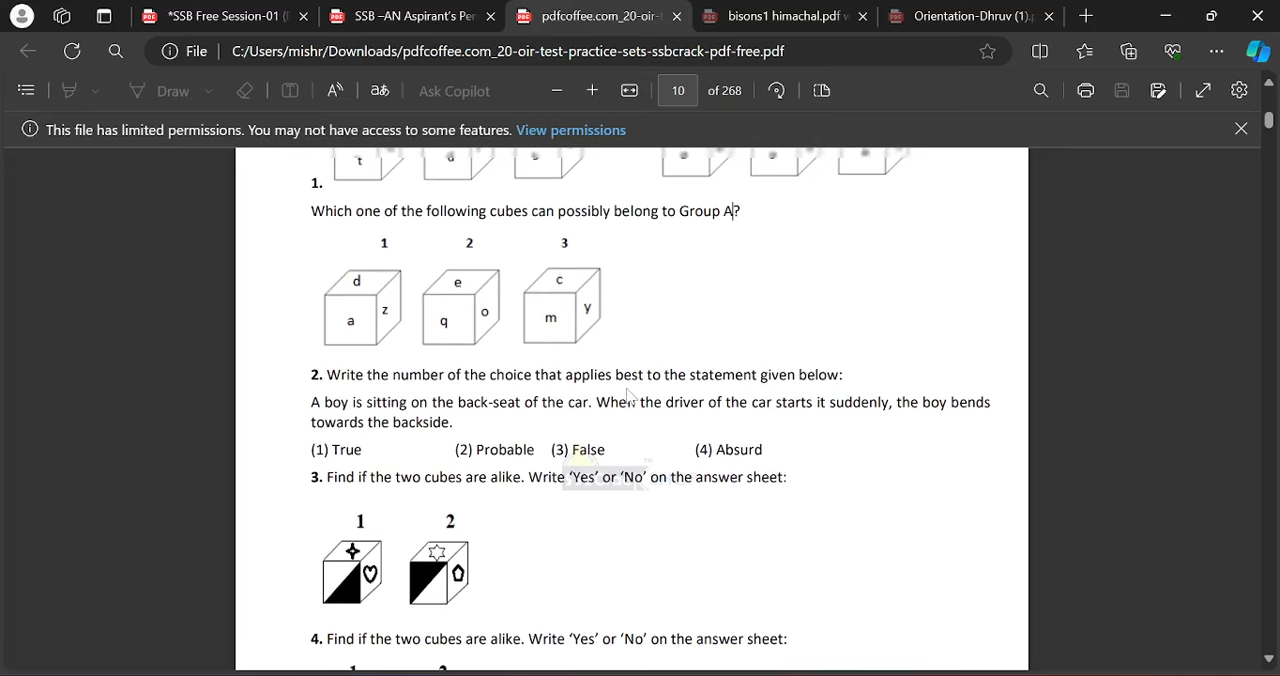 *SSB Free Session-01 (
SSB –AN Aspirant's Per
pdfcoffee.com_20-oir-
bisons1 himachal.pdf
Orientation-Dhruv (1).
File
C:/Users/mishr/Downloads/pdfcoffee.com_20-oir-test-practice-sets-ssbcrack-pdf-free.pdf
Draw
Ask Copilot
10 of 268
This file has limited permissions. You may not have access to some features. View permissions
t
1.
Which one of the following cubes can possibly belong to Group A?
1 2 3
d e c
z o y
a q m
2. Write the number of the choice that applies best to the statement given below:
A boy is sitting on the back-seat of the car. When the driver of the car starts it suddenly, the boy bends
towards the backside.
(1) True (2) Probable (3) False (4) Absurd
3. Find if the two cubes are alike. Write ‘Yes’ or ‘No’ on the answer sheet:
1 2
4. Find if the two cubes are alike. Write ‘Yes’ or ‘No’ on the answer sheet: